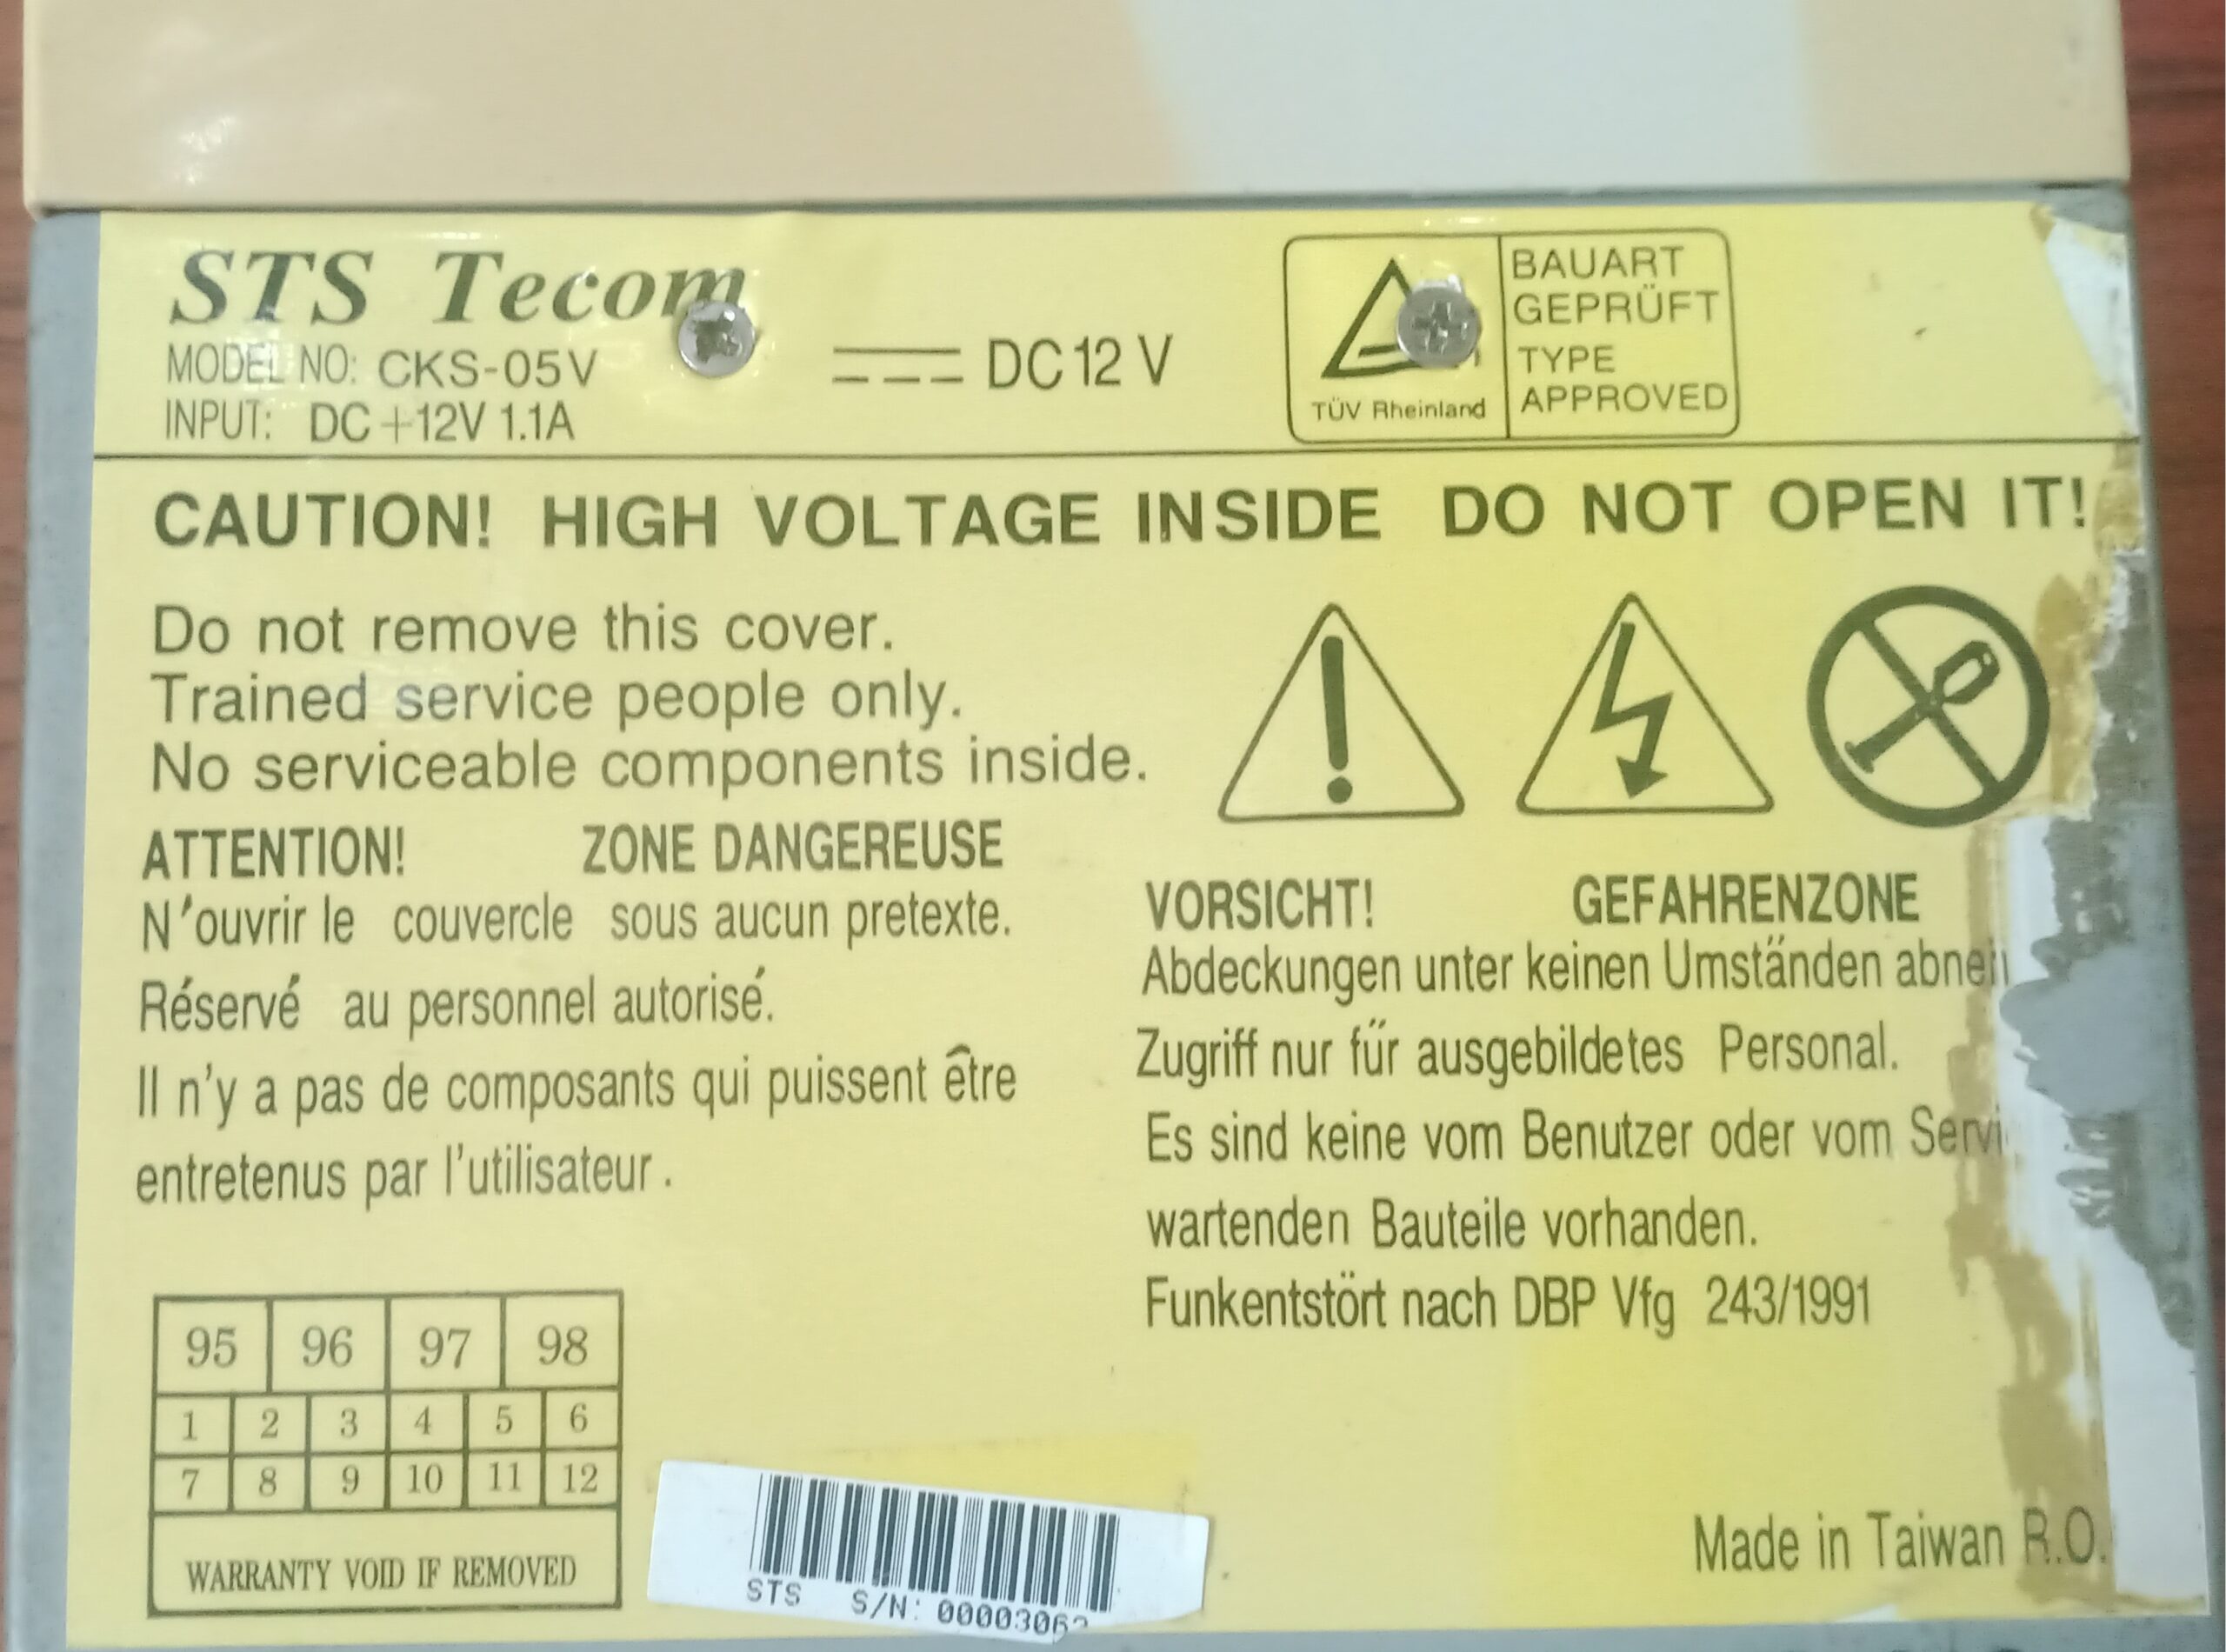 STS Tecom
MODEL NO: CKS-05V
INPUT: DC+12V 1.1A
DC 12 V
TÜV Rheinland
BAUART
GEPRÜFT
TYPE
APPROVED
CAUTION! HIGH VOLTAGE INSIDE DO NOT OPEN IT!
Do not remove this cover.
Trained service people only.
No serviceable components inside.
ATTENTION! ZONE DANGEREUSE
N'ouvrir le couvercle sous aucun pretexte.
Réservé au personnel autorisé.
Il n'y a pas de composants qui puissent être
entretenus par l'utilisateur.
VORSICHT! GEFAHRENZONE
Abdeckungen unter keinen Umständen
Zugriff nur für ausgebildetes Personal.
Es sind keine vom Benutzer oder vom
wartenden Bauteile vorhanden.
Funkentstört nach DBP Vfg 243/1991
95 96 97 98
1 2 3 4 5 6
7 8 9 10 11 12
WARRANTY VOID IF REMOVED
STS S/N:
Made in Taiwan R.O.